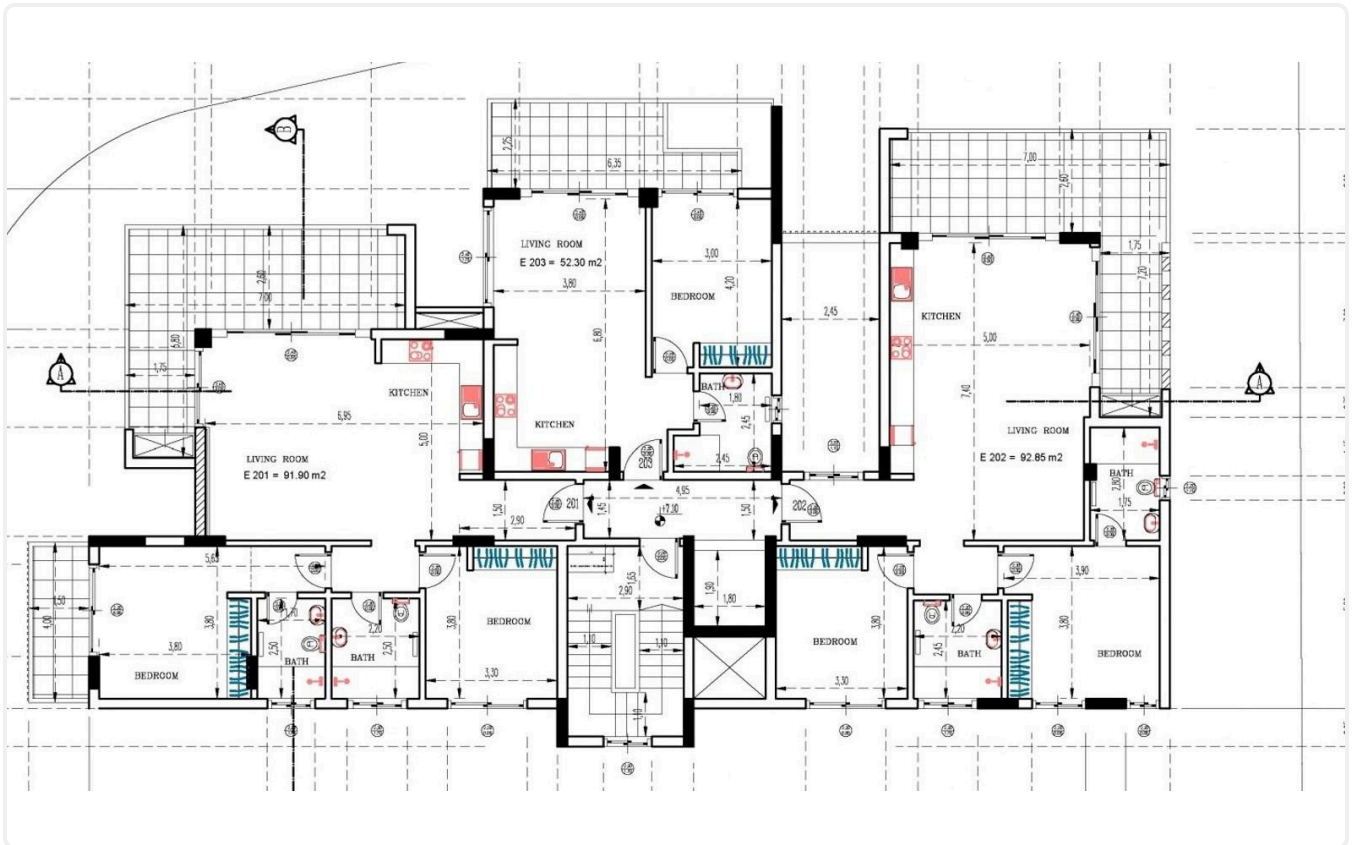 B
2,25
6,35
7,00
2,60
LIVING ROOM
E 203 = 52.30 m2
3,80
3,00
4,20
BEDROOM
6,80
1,75
7,20
2,60
7,00
6,80
1,75
2,45
KITCHEN
5,00
7,40
A
A
KITCHEN
6,95
5,00
BATH
1,80
2,45
KITCHEN
2,45
LIVING ROOM
E 201 = 91.90 m2
LIVING ROOM
E 202 = 92.85 m2
BATH
2,80
1,75
203
4,95
+7,10
201
202
1,50
1,45
1,50
2,90
5,65
1,65
2,90
1,90
1,80
3,90
1,50
4,00
3,80
3,80
BEDROOM
1,70
2,50
BATH
2,20
2,50
BATH
3,80
BEDROOM
3,30
1,10
1,10
1,10
BEDROOM
3,80
3,30
2,20
2,45
BATH
3,80
BEDROOM